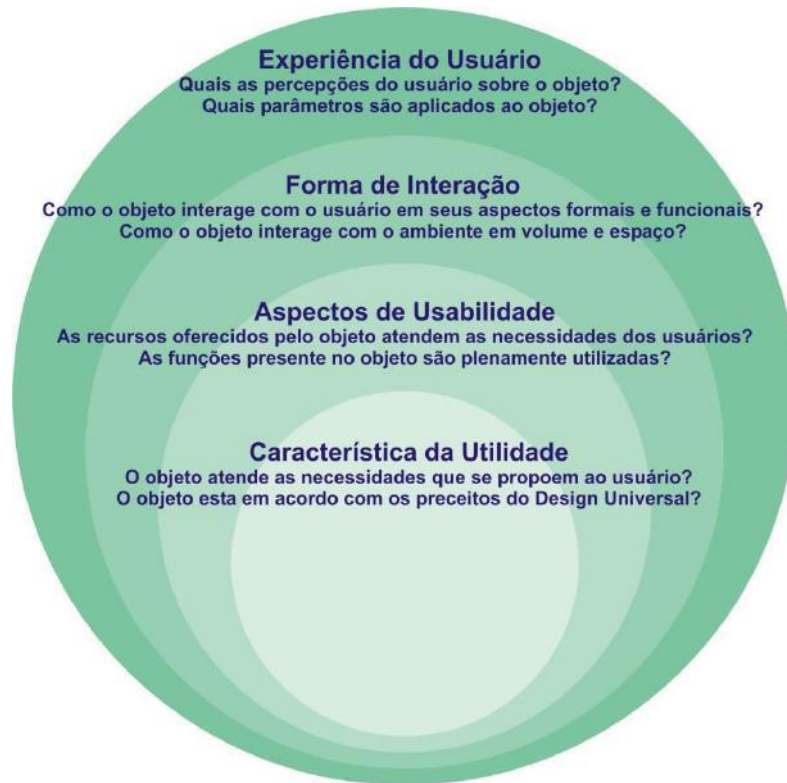 Experiência do Usuário
Quais as percepções do usuário sobre o objeto?
Quais parâmetros são aplicados ao objeto?
Forma de Interação
Como o objeto interage com o usuário em seus aspectos formais e funcionais?
Como o objeto interage com o ambiente em volume e espaço?
Aspectos de Usabilidade
As recursos oferecidos pelo objeto atendem as necessidades dos usuários?
As funções presente no objeto são plenamente utilizadas?
Característica da Utilidade
O objeto atende as necessidades que se propoem ao usuário?
O objeto esta em acordo com os preceitos do Design Universal?